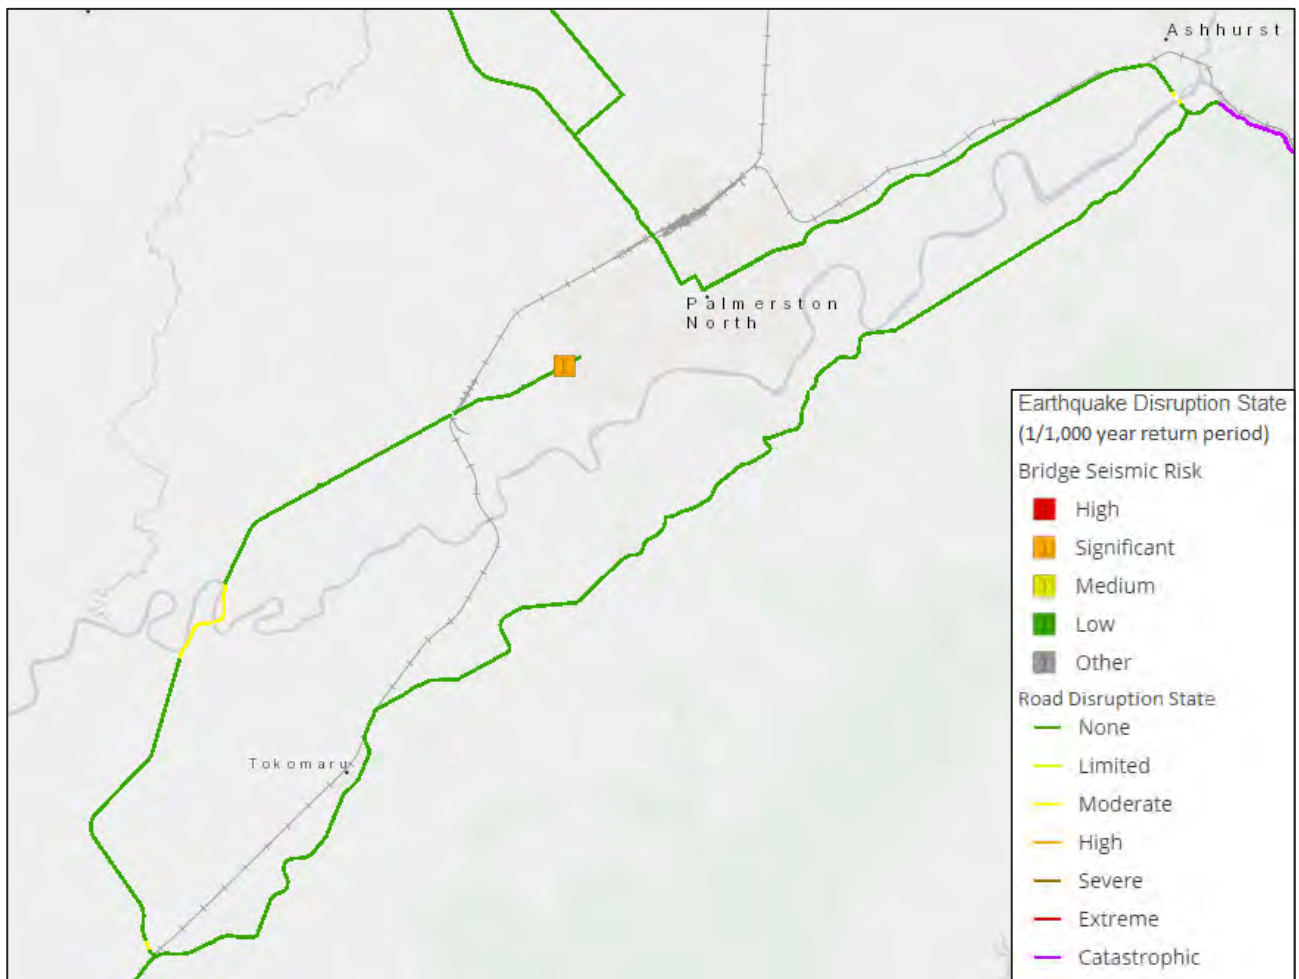 Ashhurst
Palmerston
North
Tokomaru
Earthquake Disruption State
(1/1,000 year return period)
Bridge Seismic Risk
High
Significant
Medium
Low
Other
Road Disruption State
None
Limited
Moderate
High
Severe
Extreme
Catastrophic